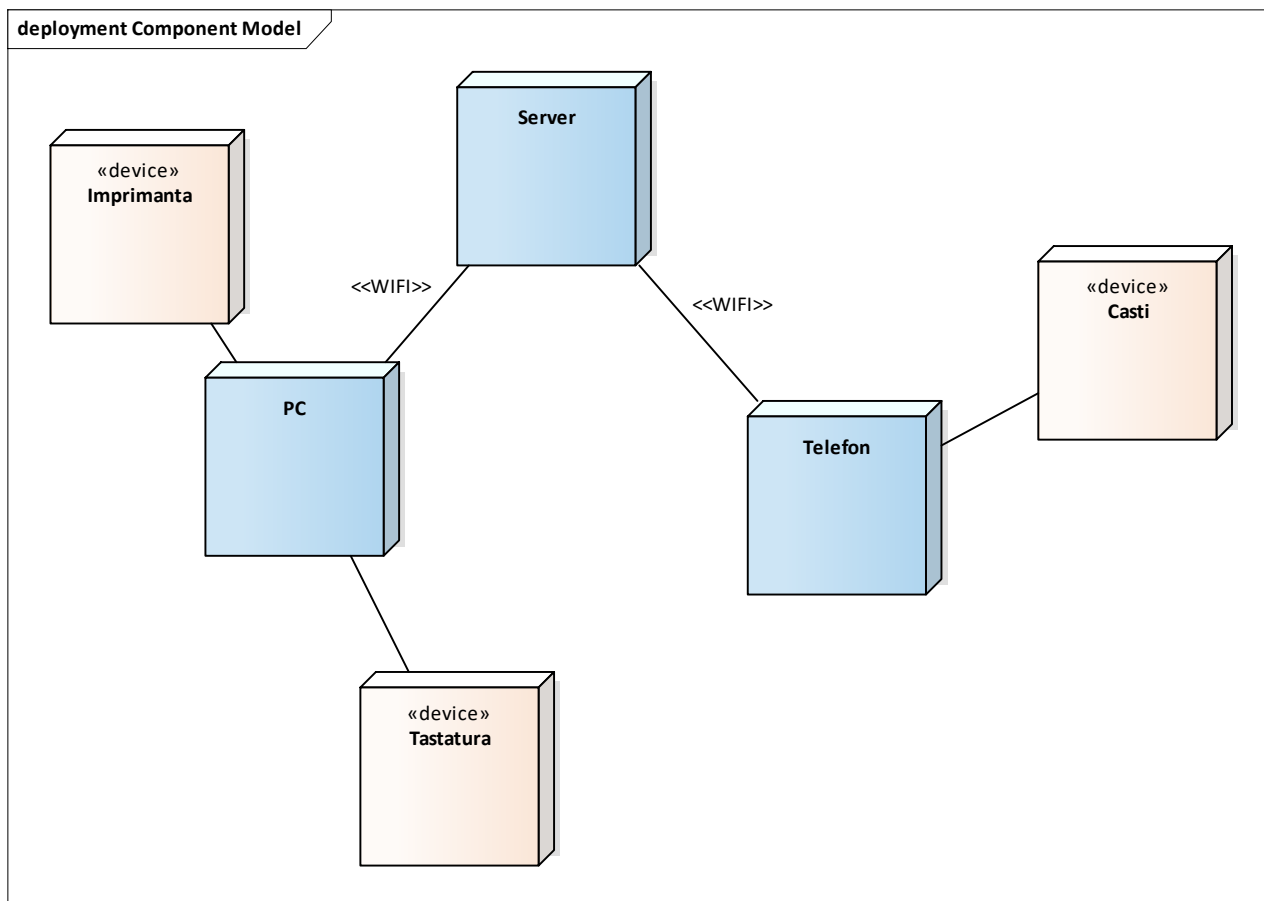 deployment Component Model
Server
«device»
Imprimanta
<<WIFI>>
<<WIFI>>
«device»
Casti
PC
Telefon
«device»
Tastatura